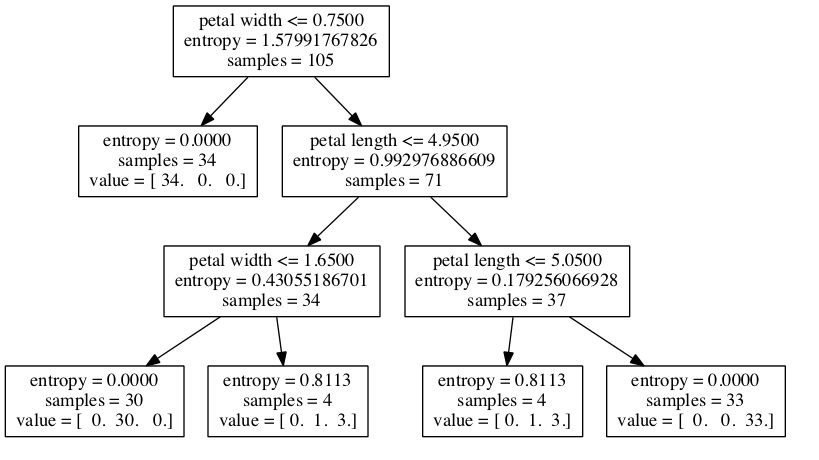 petal width <= 0.7500
entropy = 1.57991767826
samples = 105
entropy = 0.0000
samples = 34
value = [ 34.   0.   0.]
petal length <= 4.9500
entropy = 0.992976886609
samples = 71
petal width <= 1.6500
entropy = 0.43055186701
samples = 34
petal length <= 5.0500
entropy = 0.179256066928
samples = 37
entropy = 0.0000
samples = 30
value = [  0.  30.   0.]
entropy = 0.8113
samples = 4
value = [ 0.  1.  3.]
entropy = 0.8113
samples = 4
value = [ 0.  1.  3.]
entropy = 0.0000
samples = 33
value = [  0.   0.  33.]